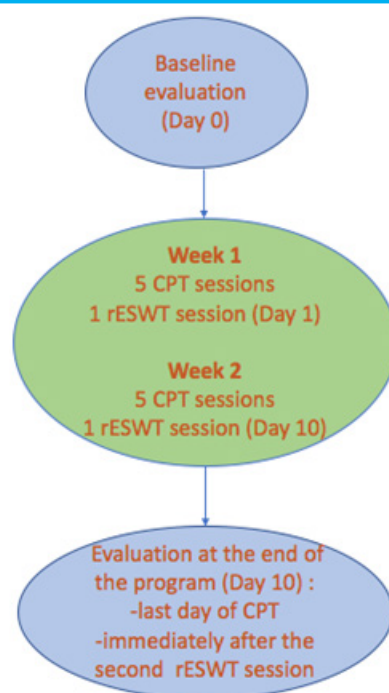 Baseline
evaluation
(Day 0)
Week 1
5 CPT sessions
1 rESWT session (Day 1)
Week 2
5 CPT sessions
1 rESWT session (Day 10)
Evaluation at the end of
the program (Day 10) :
-last day of CPT
-immediately after the
second rESWT session